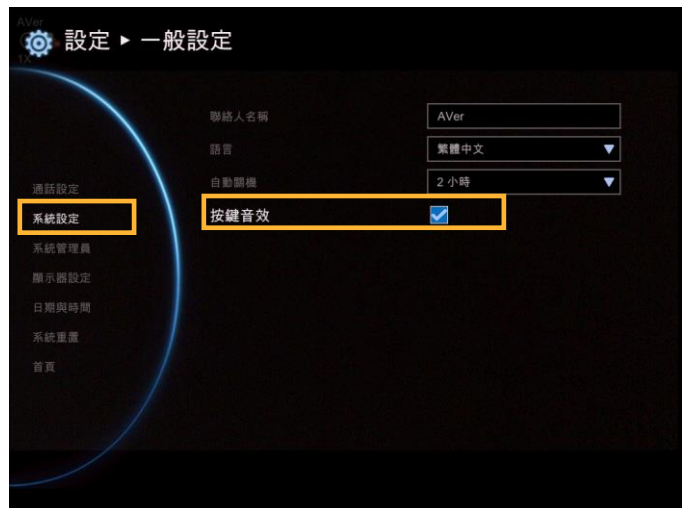 AVer
設定 ▸ 一般設定
1X
聯絡人名稱 AVer
語言 繁體中文 ▼
自動關機 2 小時 ▼
按鍵音效
通話設定
系統設定
系統管理員
顯示器設定
日期與時間
系統重置
首頁